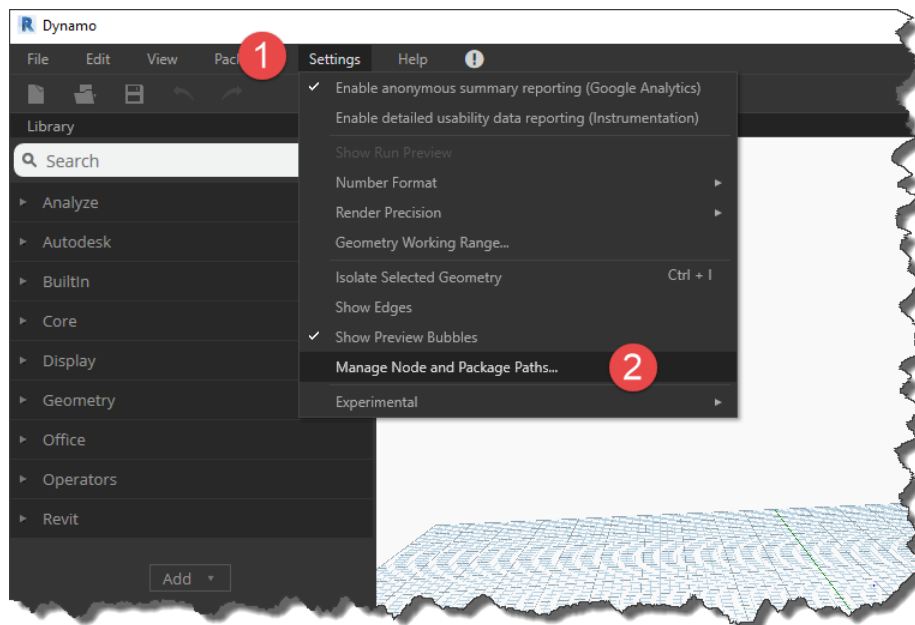 R Dynamo
File Edit View Pac 1 Settings Help !
Enable anonymous summary reporting (Google Analytics)
Enable detailed usability data reporting (Instrumentation)
Show Run Preview
Number Format
Render Precision
Geometry Working Range...
Isolate Selected Geometry Ctrl + I
Show Edges
Show Preview Bubbles
Manage Node and Package Paths... 2
Experimental
Library
Search
Analyze
Autodesk
BuiltIn
Core
Display
Geometry
Office
Operators
Revit
Add